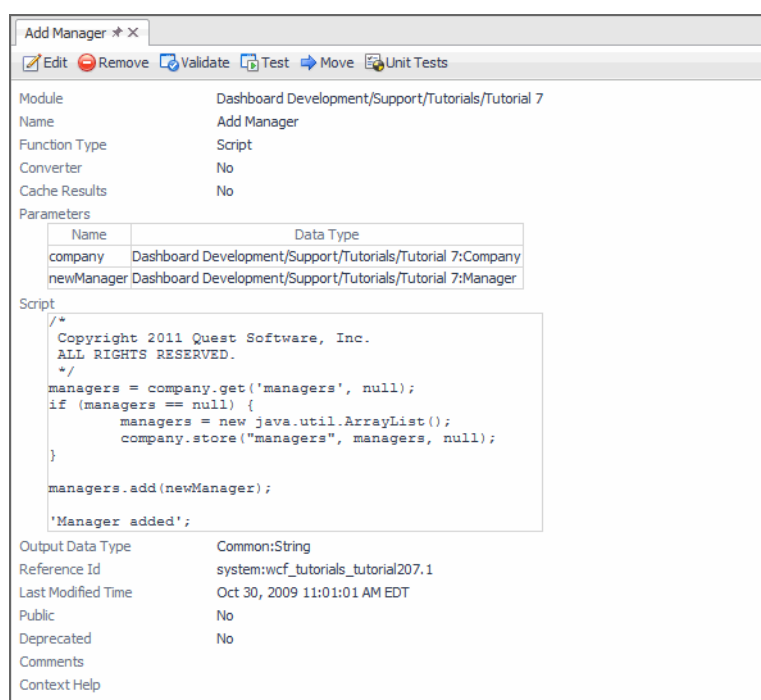 Add Manager
Edit Remove Validate Test Move Unit Tests
Module Dashboard Development/Support/Tutorials/Tutorial 7
Name Add Manager
Function Type Script
Converter No
Cache Results No
Parameters
Name Data Type
company Dashboard Development/Support/Tutorials/Tutorial 7:Company
newManager Dashboard Development/Support/Tutorials/Tutorial 7:Manager
Script
/*
Copyright 2011 Quest Software, Inc.
ALL RIGHTS RESERVED.
*/
managers = company.get('managers', null);
if (managers == null) {
managers = new java.util.ArrayList();
company.store("managers", managers, null);
}
managers.add(newManager);
'Manager added';
Output Data Type Common:String
Reference Id system:wcf_tutorials_tutorial207.1
Last Modified Time Oct 30, 2009 11:01:01 AM EDT
Public No
Deprecated No
Comments
Context Help